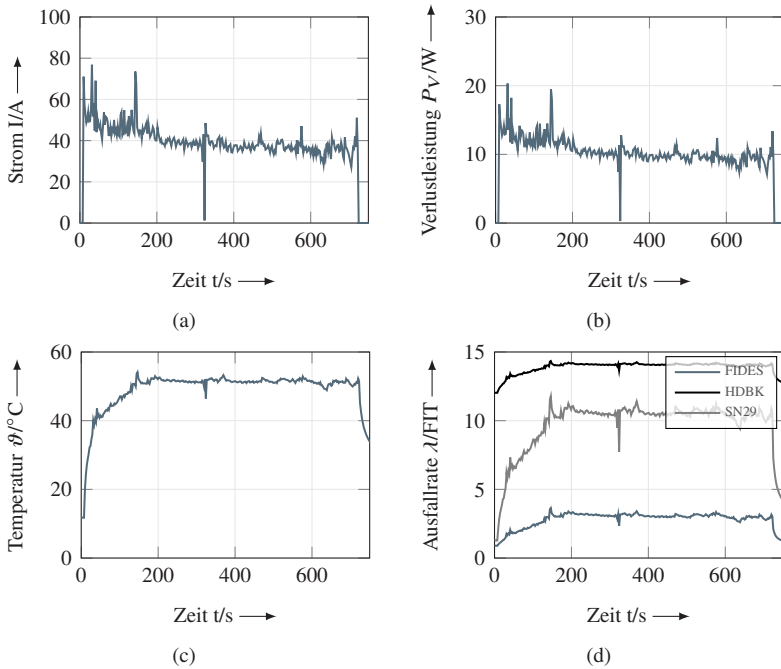 100
80
60
40
20
0
0 200 400 600
Strom I/A
Zeit t/s
(a)
30
20
10
0
0 200 400 600
Verlustleistung P_V/W
Zeit t/s
(b)
60
40
20
0
0 200 400 600
Temperatur ϑ/°C
Zeit t/s
(c)
15
10
5
0
0 200 400 600
Ausfallrate λ/FIT
Zeit t/s
FIDES
HDBK
SN29
(d)